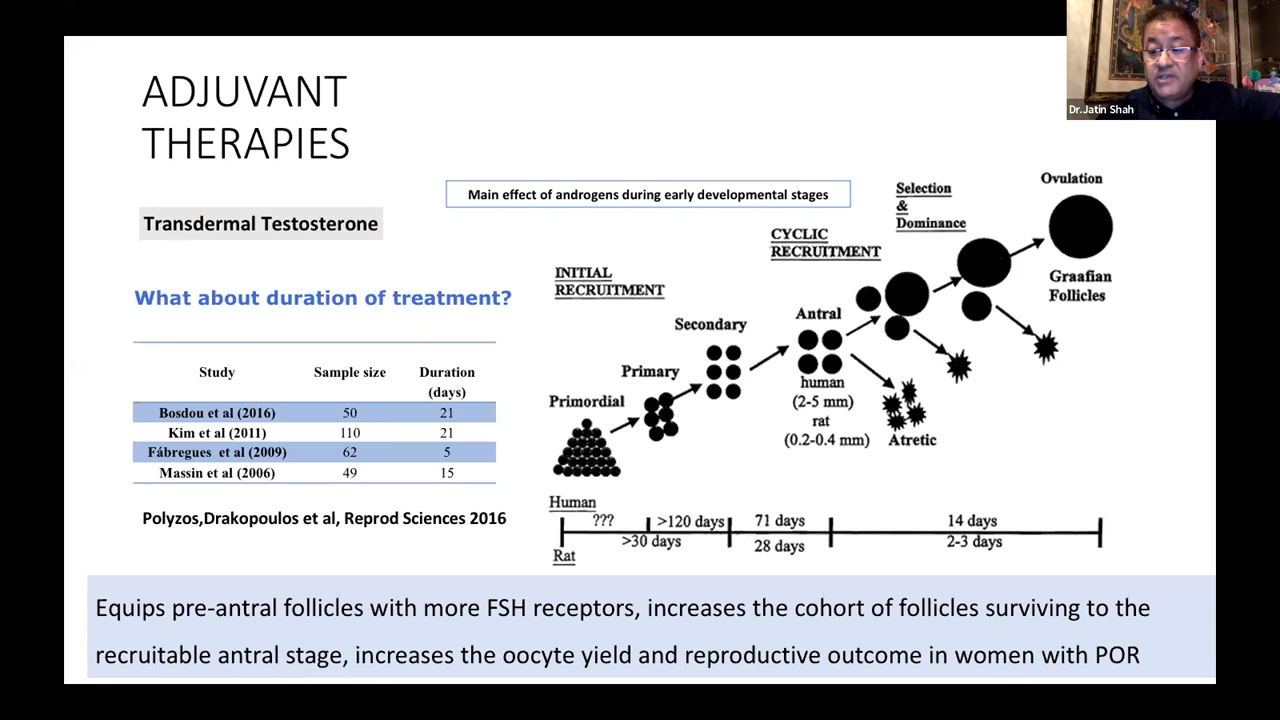 Dr.Jatin Shah
ADJUVANT
THERAPIES
Main effect of androgens during early developmental stages
Transdermal Testosterone
What about duration of treatment?
Study Sample size Duration
(days)
Bosdou et al (2016) 50 21
Kim et al (2011) 110 21
Fábregues et al (2009) 62 5
Massin et al (2006) 49 15
Polyzos,Drakopoulos et al, Reprod Sciences 2016
Ovulation
Selection
&
Dominance
CYCLIC
RECRUITMENT
INITIAL
RECRUITMENT
Graafian
Follicles
Antral
Secondary
Primary
Primordial
human
(2-5 mm)
rat
(0.2-0.4 mm)
Atretic
Human
??? >120 days 71 days 14 days
>30 days 28 days 2-3 days
Rat
Equips pre-antral follicles with more FSH receptors, increases the cohort of follicles surviving to the
recruitable antral stage, increases the oocyte yield and reproductive outcome in women with POR